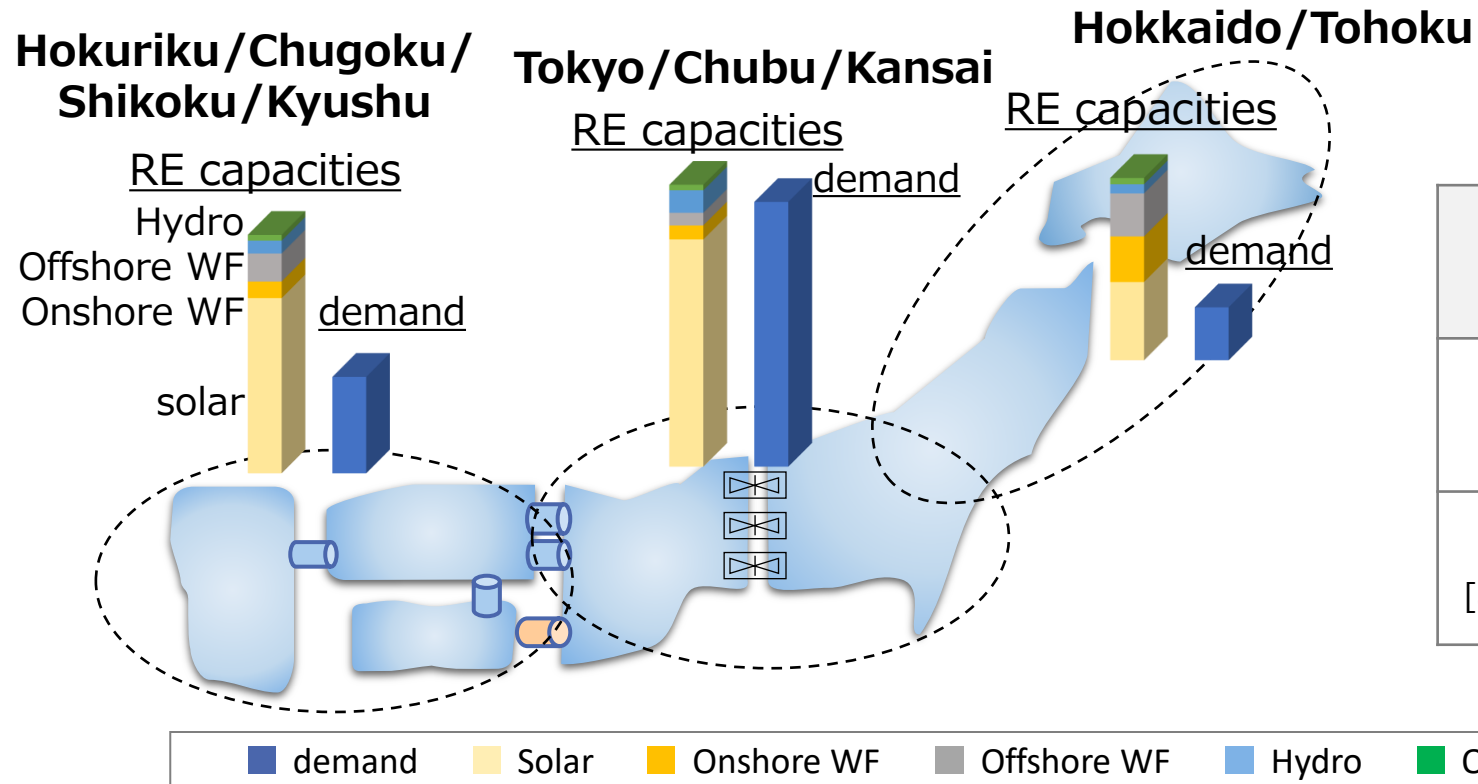 Hokuriku/Chugoku/
Shikoku/Kyushu
RE capacities
Hydro
Offshore WF
Onshore WF
solar
demand
Tokyo/Chubu/Kansai
RE capacities
demand
Hokkaido/Tohoku
RE capacities
demand
[
demand
Solar
Onshore WF
Offshore WF
Hydro